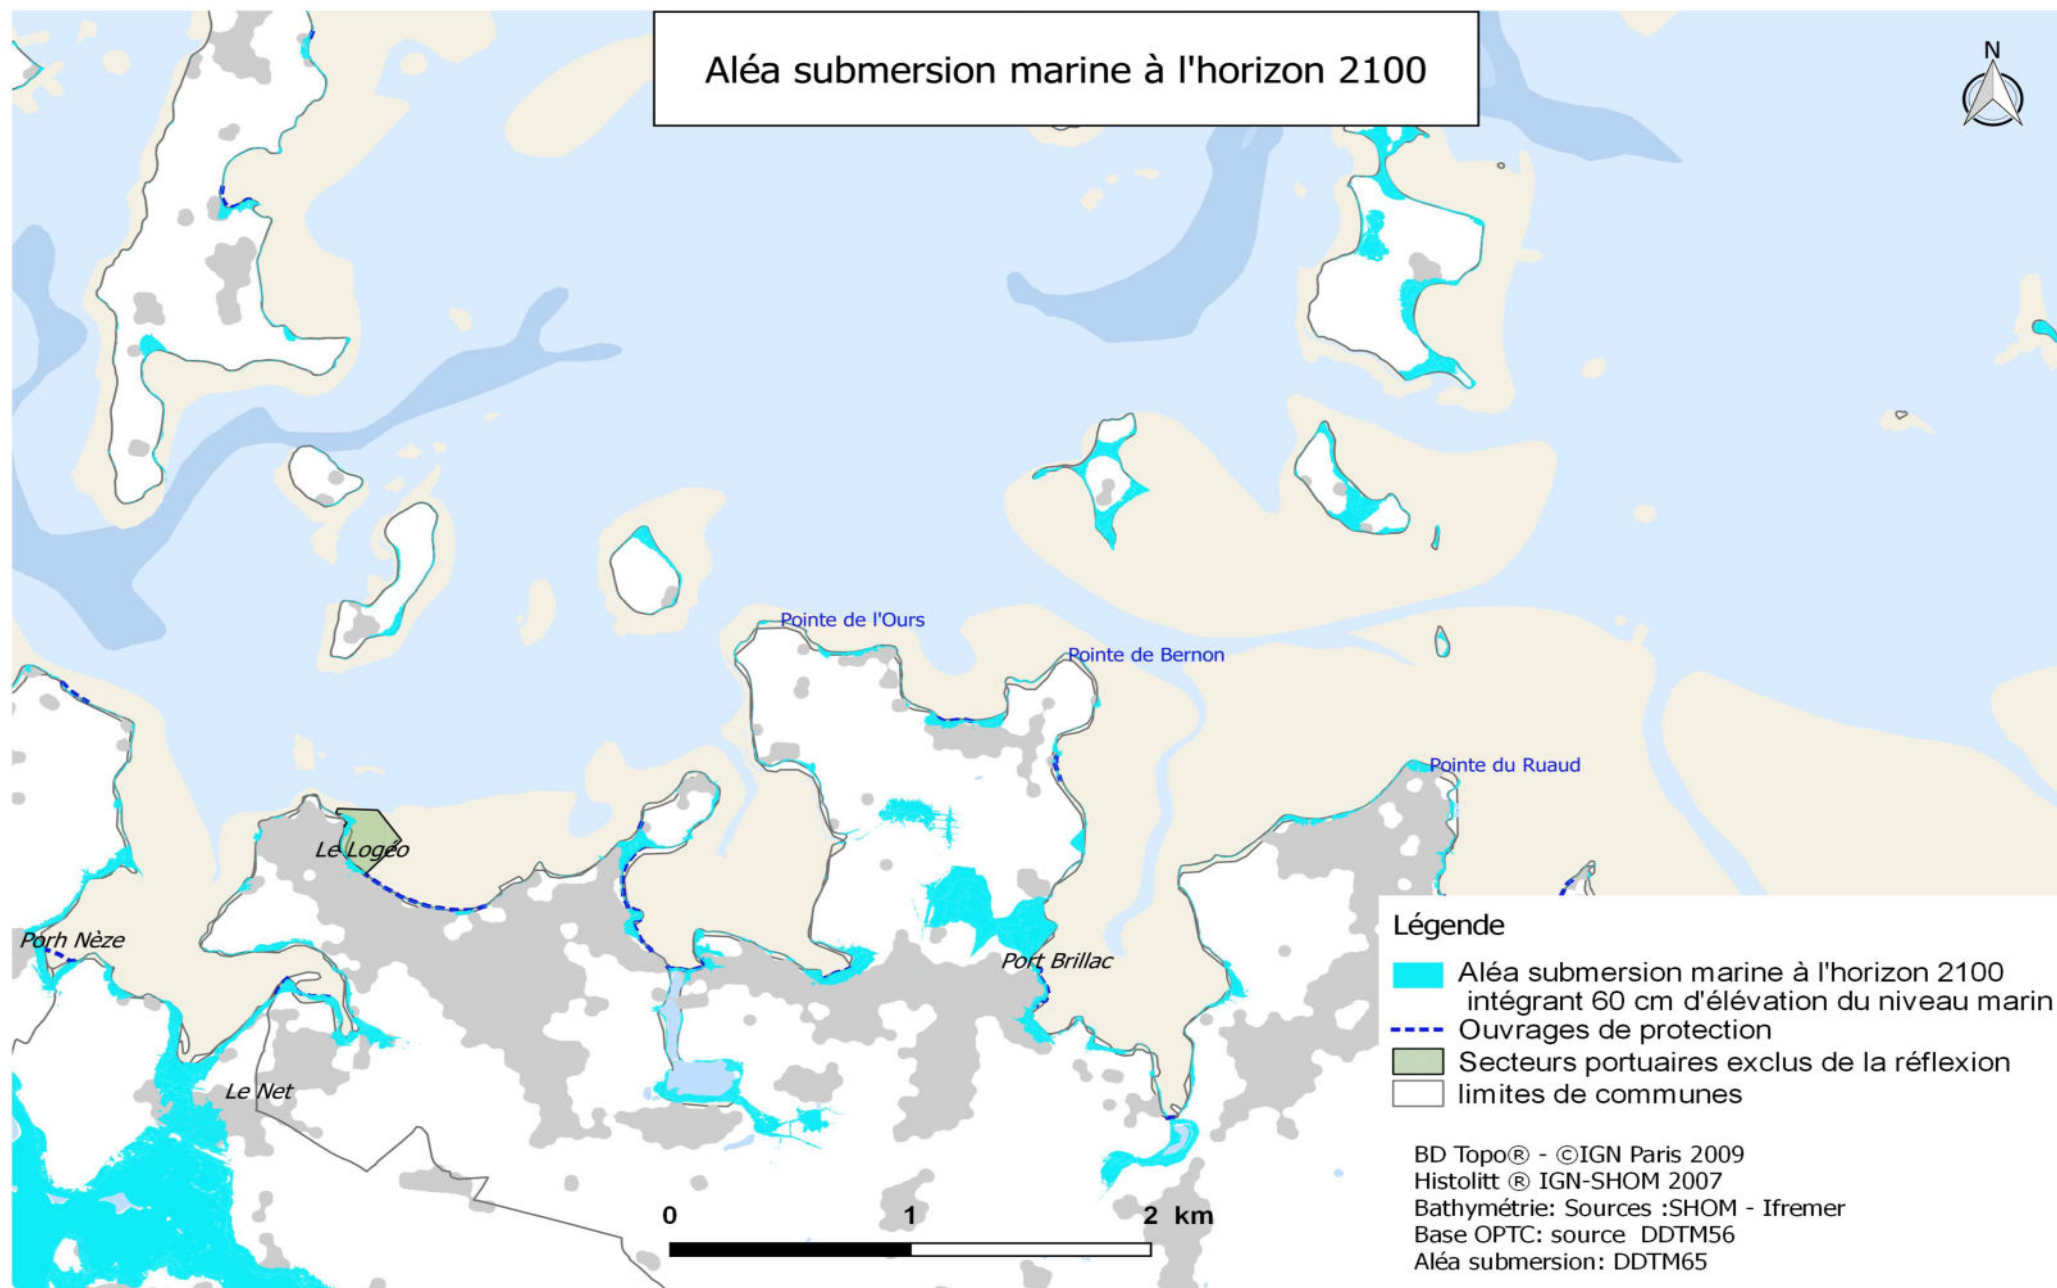 Aléa submersion marine à l'horizon 2100
N
Pointe de l'Ours
Pointe de Bernon
Pointe du Ruaud
Le Logéo
Porh Nèze
Port Brillac
Le Net
Légende
Aléa submersion marine à l'horizon 2100
intégrant 60 cm d'élévation du niveau marin
Ouvrages de protection
Secteurs portuaires exclus de la réflexion
limites de communes
BD Topo® - ©IGN Paris 2009
Histolitt ® IGN-SHOM 2007
Bathymétrie: Sources :SHOM - Ifremer
Base OPTC: source DDTM56
Aléa submersion: DDTM65
0 1 2 km